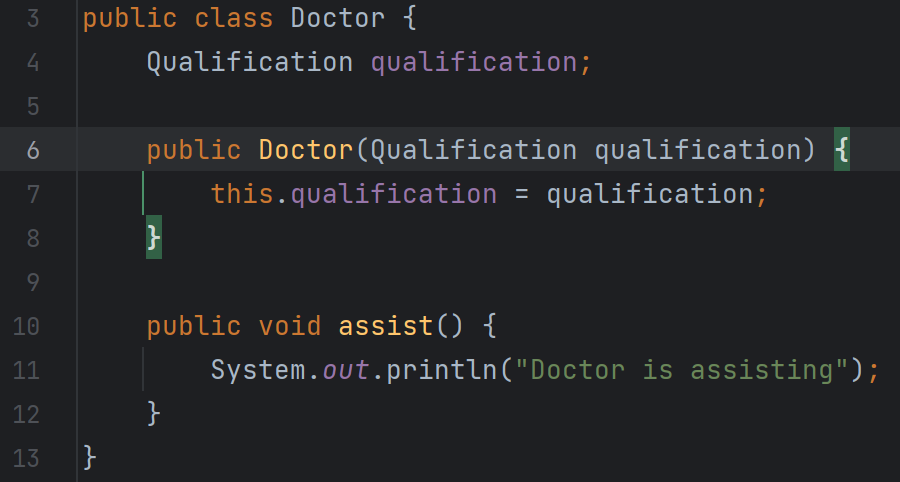 3 public class Doctor {
4     Qualification qualification;
5
6     public Doctor(Qualification qualification) {
7         this.qualification = qualification;
8     }
9
10     public void assist() {
11         System.out.println("Doctor is assisting");
12     }
13 }